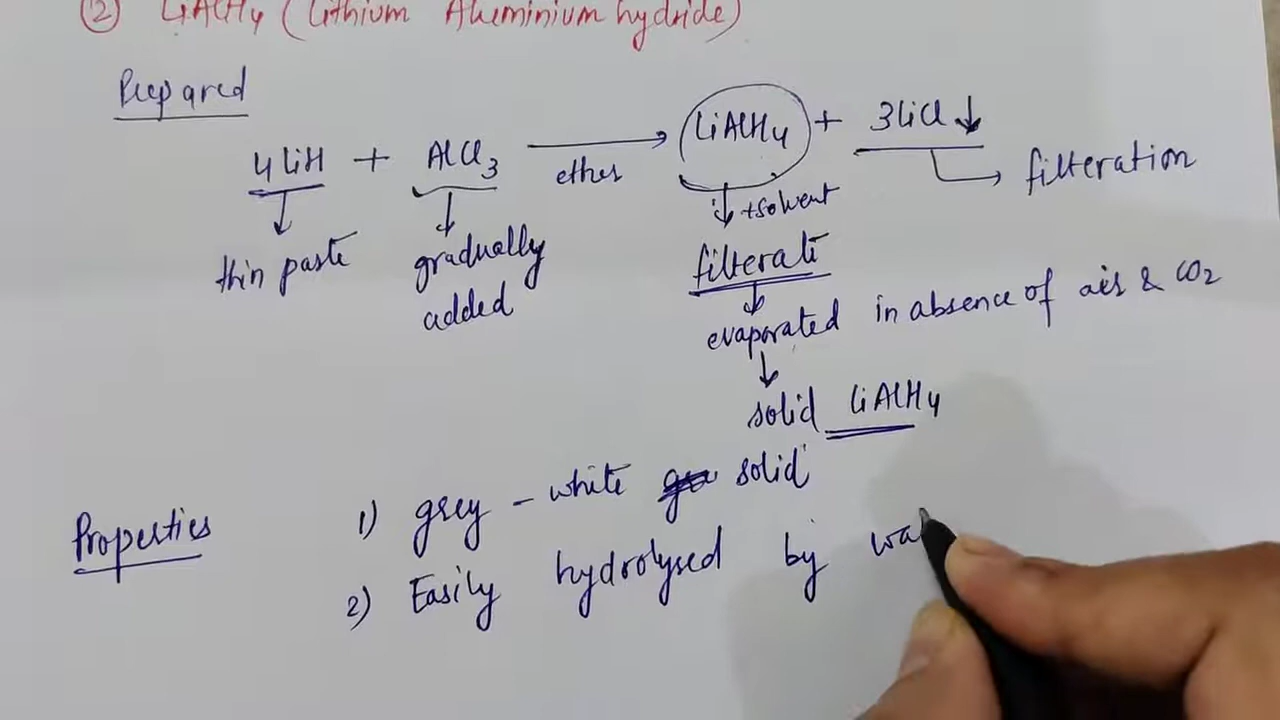 ② LiAlH4 (Lithium Aluminium hydride)
Prepared
4LiH + AlCl3 ether LiAlH4 + 3LiCl↓
filteration
thin paste
gradually added
+solvent
filterate
evaporated in absence of air & CO2
solid LiAlH4
Properties
1) grey - white solid
2) Easily hydrolysed by wa